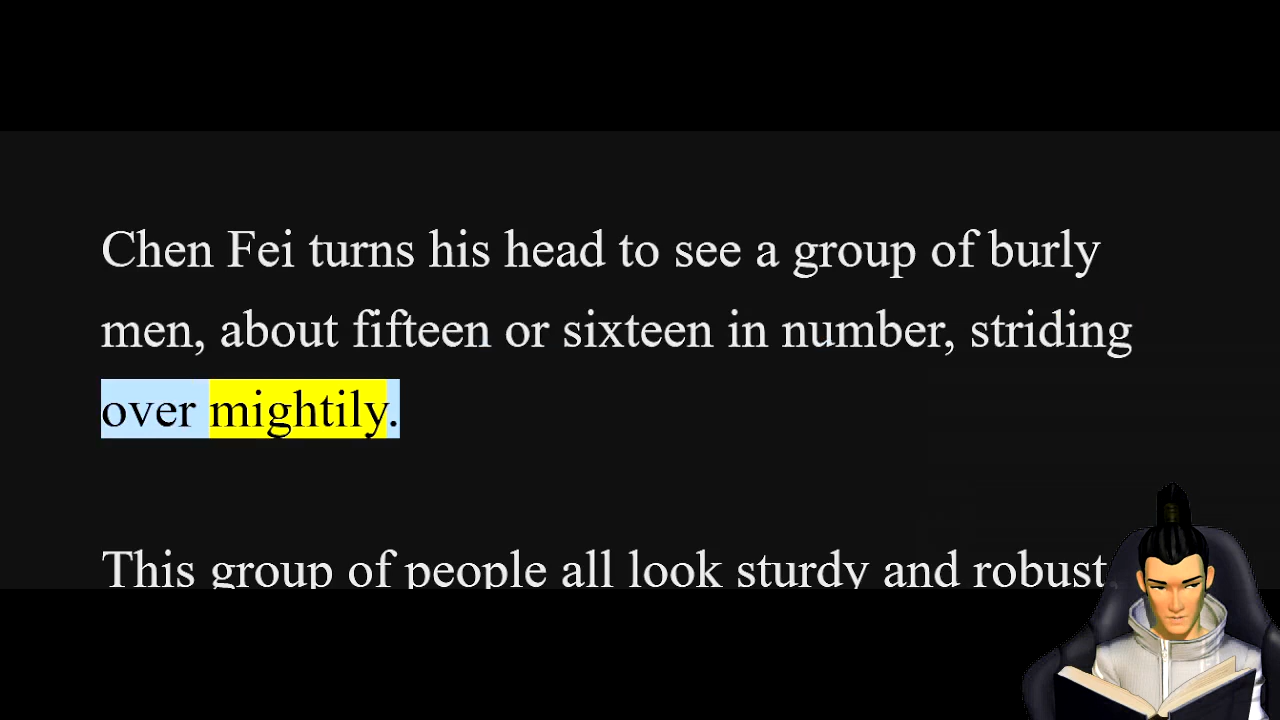 Chen Fei turns his head to see a group of burly
men, about fifteen or sixteen in number, striding
over mightily.
This group of people all look sturdy and robust